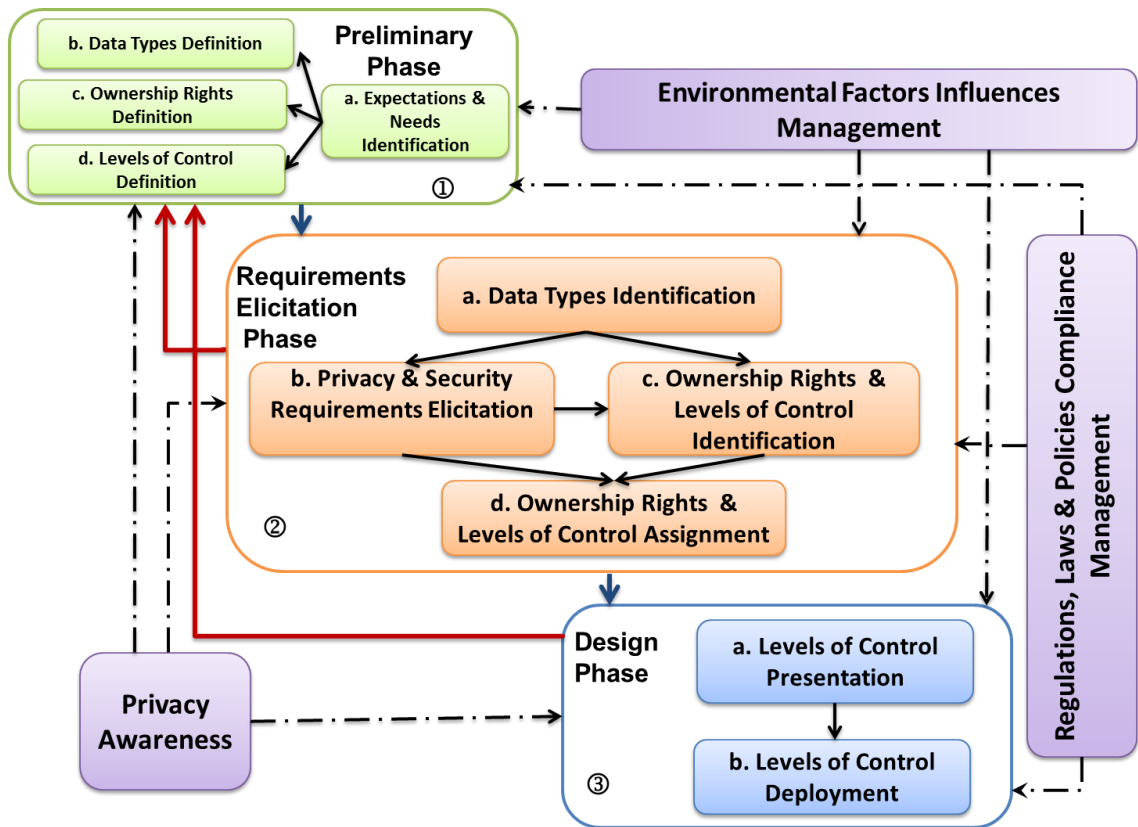 Preliminary
Phase
b. Data Types Definition
c. Ownership Rights
Definition
d. Levels of Control
Definition
a. Expectations &
Needs
Identification
①
Environmental Factors Influences
Management
Requirements
Elicitation
Phase
a. Data Types Identification
b. Privacy & Security
Requirements Elicitation
c. Ownership Rights &
Levels of Control
Identification
d. Ownership Rights &
Levels of Control Assignment
②
Regulations, Laws & Policies Compliance
Management
Design
Phase
a. Levels of Control
Presentation
b. Levels of Control
Deployment
③
Privacy
Awareness